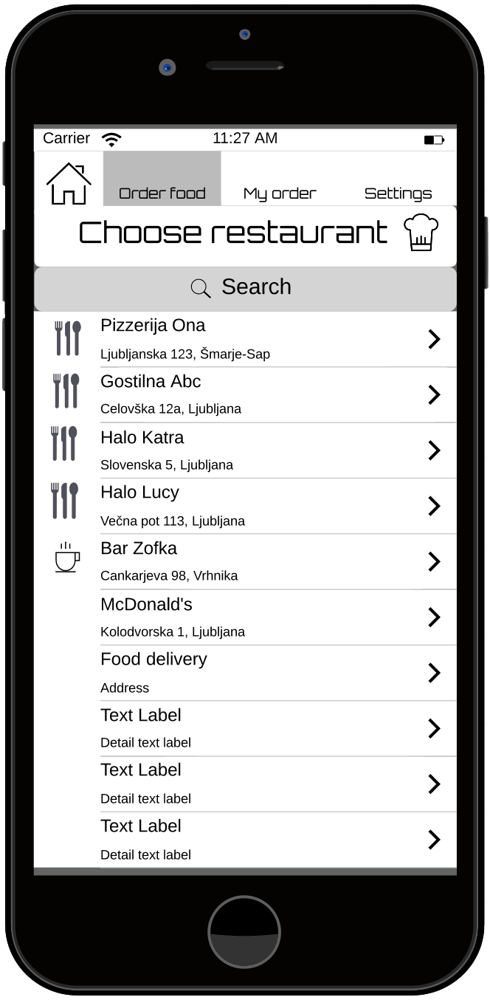 Carrier 11:27 AM
Order food My order Settings
Choose restaurant
Search
Pizzerija Ona
Ljubljanska 123, Šmarje-Sap
Gostilna Abc
Celovška 12a, Ljubljana
Halo Katra
Slovenska 5, Ljubljana
Halo Lucy
Večna pot 113, Ljubljana
Bar Zofka
Cankarjeva 98, Vrhnika
McDonald's
Kolodvorska 1, Ljubljana
Food delivery
Address
Text Label
Detail text label
Text Label
Detail text label
Text Label
Detail text label